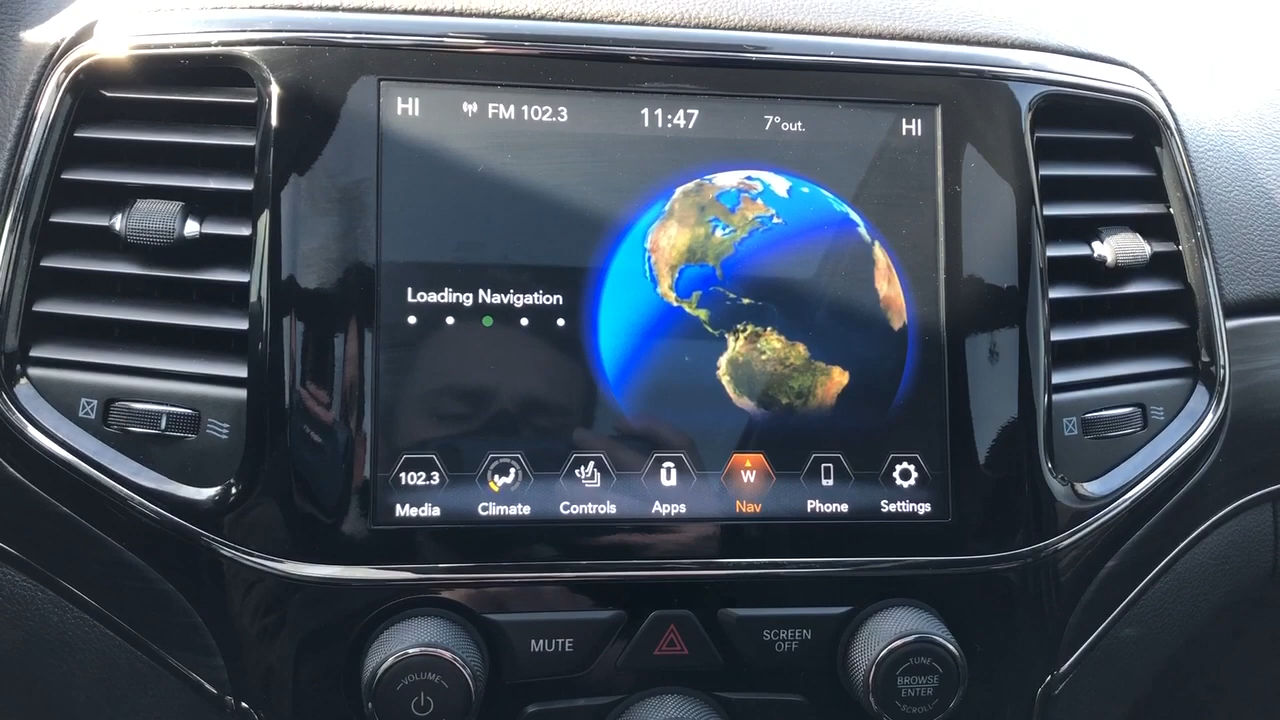 HI
FM 102.3
11:47
7°out.
HI
Loading Navigation
102.3
W
Media
Climate
Controls
Apps
Nav
Phone
Settings
MUTE
SCREEN
OFF
VOLUME
TUNE
BROWSE
ENTER
SCROLL